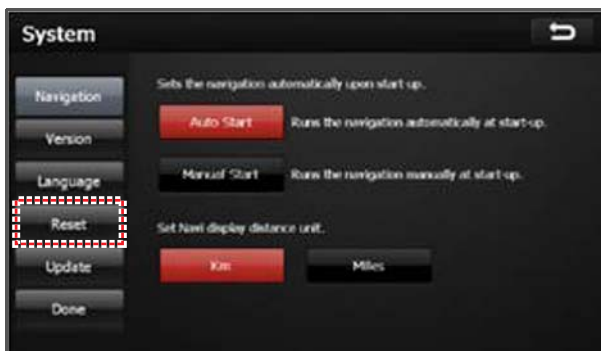 System
Navigation
Version
Language
Reset
Update
Done
Sets the navigation automatically upon start up.
Auto Start Runs the navigation automatically at start-up.
Manual Start Runs the navigation manually at start-up.
Set Navi display distance unit.
Km Miles